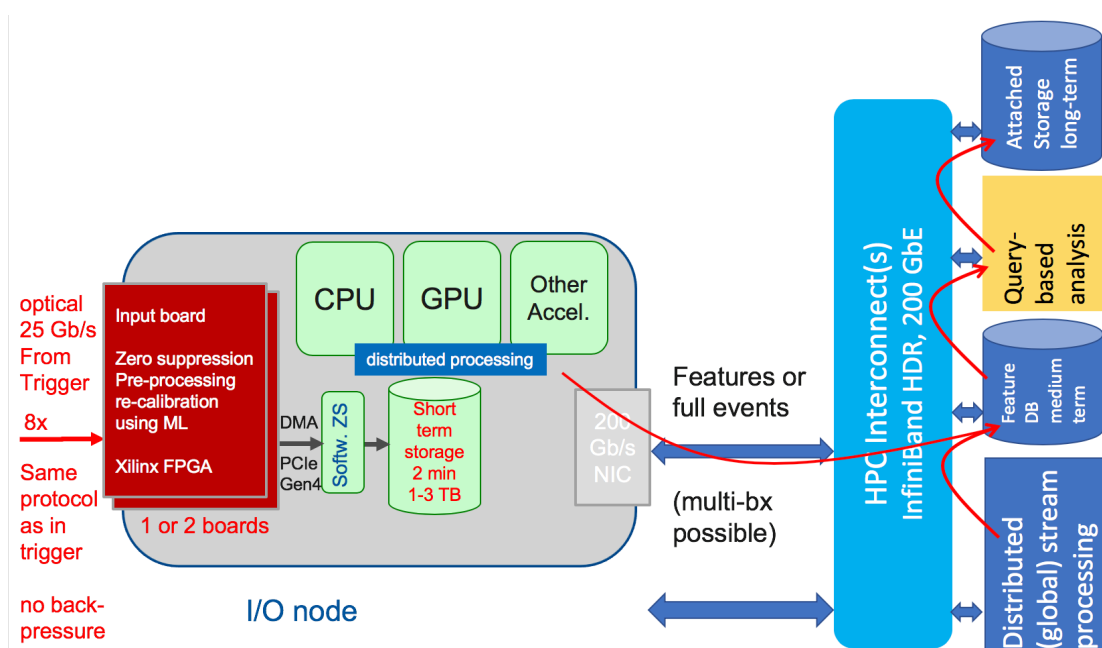 optical
25 Gb/s
From
Trigger
8x
Same
protocol
as in
trigger
no back-
pressure
Input board
Zero suppression
Pre-processing
re-calibration
using ML
Xilinx FPGA
1 or 2 boards
DMA
PCIe
Gen4
Softw. ZS
CPU
GPU
Other
Accel.
distributed processing
Short
term
storage
2 min
1-3 TB
200
Gb/s
NIC
I/O node
Features or
full events
(multi-bx
possible)
HPC Interconnect(s)
InfiniBand HDR, 200 GbE
Attached
Storage
long-term
Query-
based
analysis
Feature
DB
medium
term
Distributed
(global) stream
processing